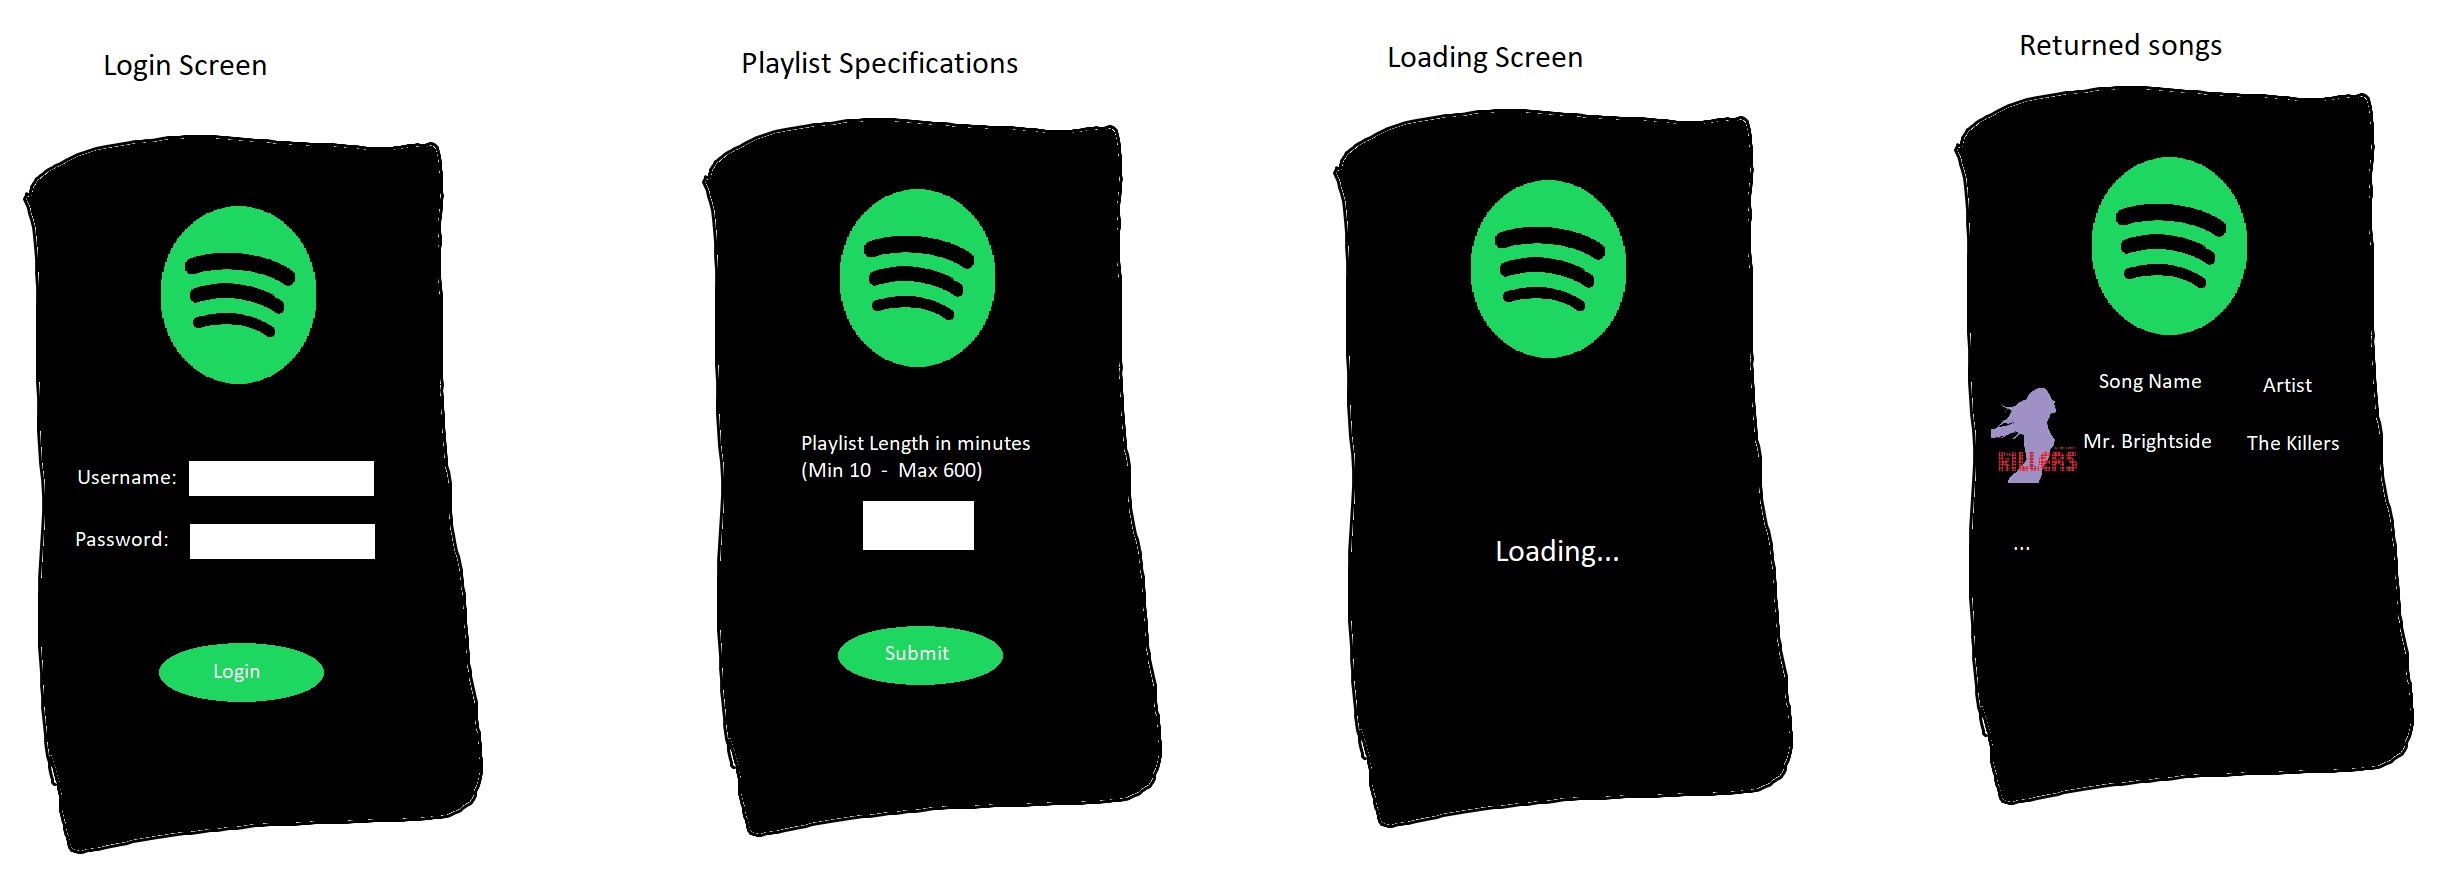 Login Screen
Username:
Password:
Login
Playlist Specifications
Playlist Length in minutes
(Min 10 - Max 600)
Submit
Loading Screen
Loading...
Returned songs
Song Name Artist
KILLERS
Mr. Brightside The Killers
...